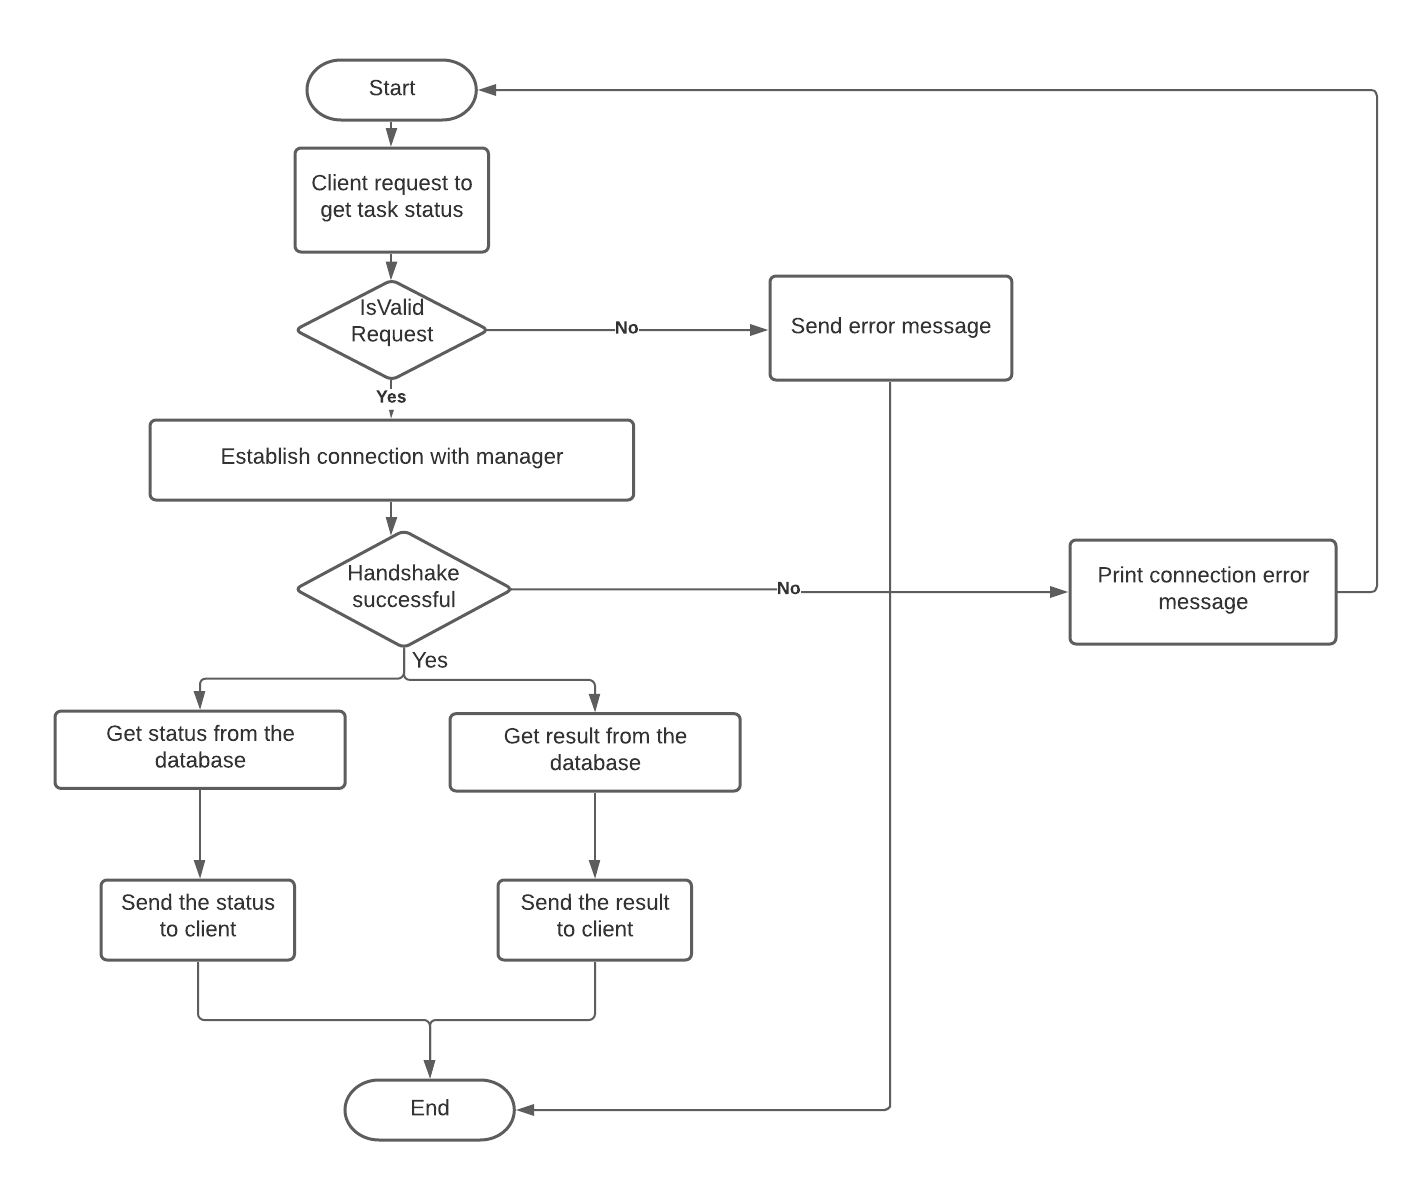 Start
Client request to
get task status
IsValid
Request
No
Send error message
Yes
Establish connection with manager
Handshake
successful
No
Print connection error
message
Yes
Get status from the
database
Get result from the
database
Send the status
to client
Send the result
to client
End